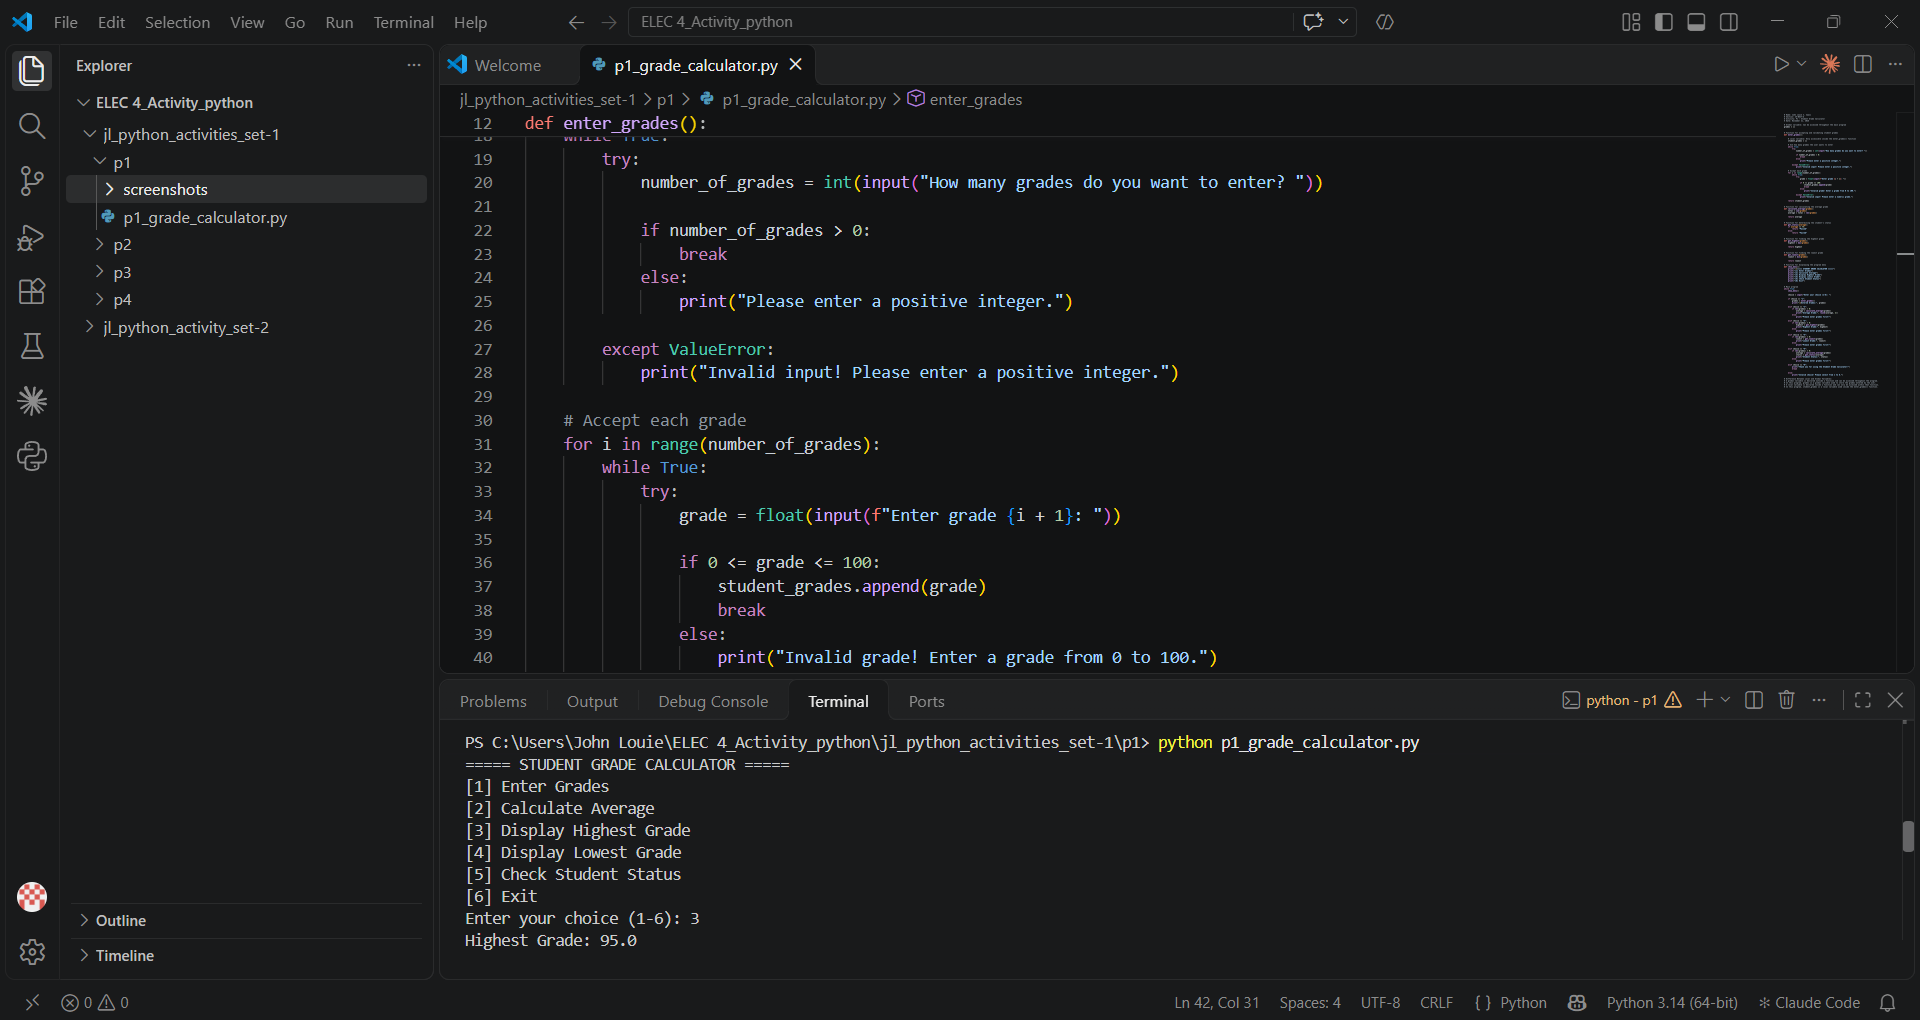 File Edit Selection View Go Run Terminal Help
ELEC 4_Activity_python
Explorer
ELEC 4_Activity_python
jl_python_activities_set-1
p1
screenshots
p1_grade_calculator.py
p2
p3
p4
jl_python_activity_set-2
Outline
Timeline
Welcome
p1_grade_calculator.py
jl_python_activities_set-1 > p1 > p1_grade_calculator.py > enter_grades
12 def enter_grades():
18 while True:
19 try:
20 number_of_grades = int(input("How many grades do you want to enter? "))
21
22 if number_of_grades > 0:
23 break
24 else:
25 print("Please enter a positive integer.")
26
27 except ValueError:
28 print("Invalid input! Please enter a positive integer.")
29
30 # Accept each grade
31 for i in range(number_of_grades):
32 while True:
33 try:
34 grade = float(input(f"Enter grade {i + 1}: "))
35
36 if 0 <= grade <= 100:
37 student_grades.append(grade)
38 break
39 else:
40 print("Invalid grade! Enter a grade from 0 to 100.")
Problems Output Debug Console Terminal Ports
python - p1
PS C:\Users\John Louie\ELEC 4_Activity_python\jl_python_activities_set-1\p1> python p1_grade_calculator.py
===== STUDENT GRADE CALCULATOR =====
[1] Enter Grades
[2] Calculate Average
[3] Display Highest Grade
[4] Display Lowest Grade
[5] Check Student Status
[6] Exit
Enter your choice (1-6): 3
Highest Grade: 95.0
0 0
Ln 42, Col 31 Spaces: 4 UTF-8 CRLF { } Python Python 3.14 (64-bit) Claude Code